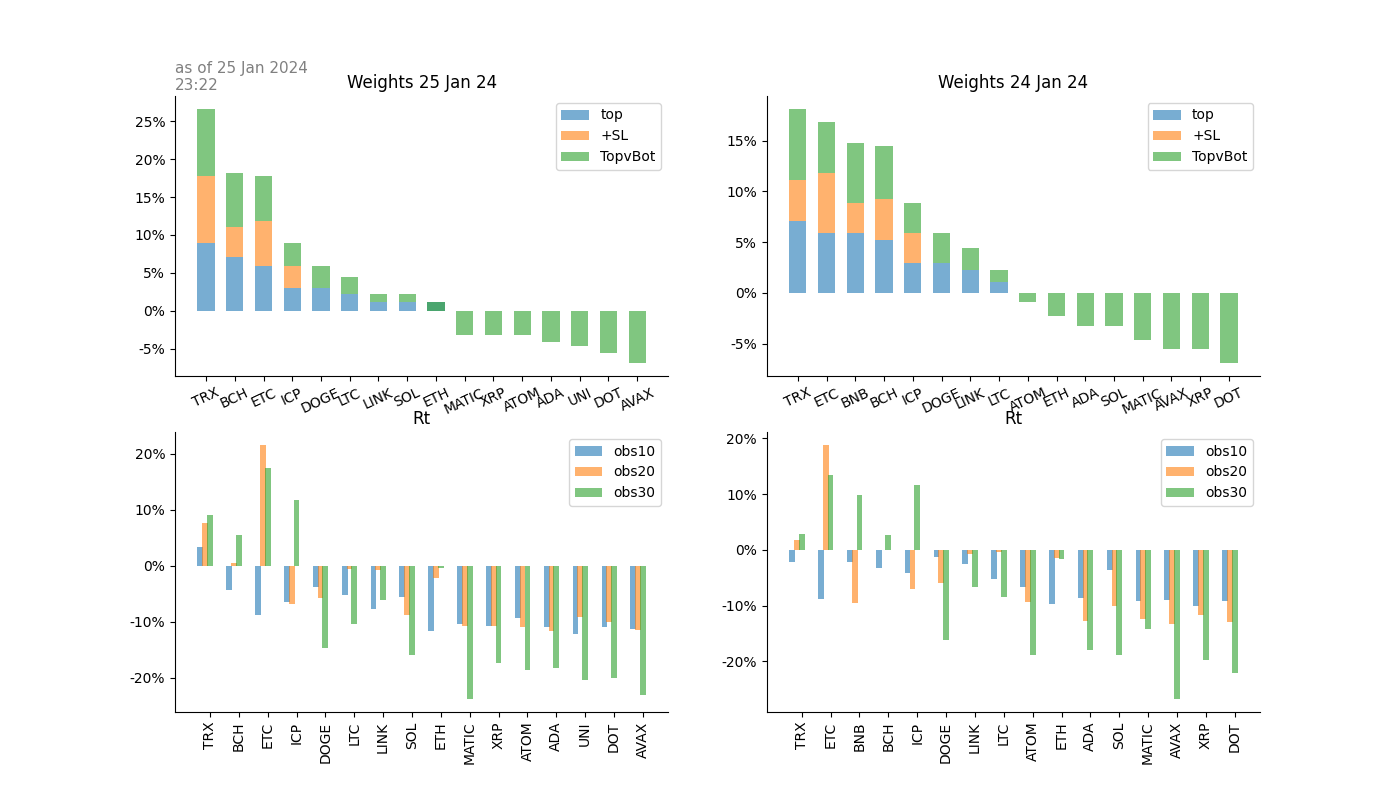 as of 25 Jan 2024
23:22
Weights 25 Jan 24
25%
20%
15%
10%
5%
0%
-5%
top
+SL
TopvBot
TRX BCH ETC ICP DOGE LTC LINK SOL ETH MATIC XRP ATOM ADA UNI DOT AVAX
Weights 24 Jan 24
15%
10%
5%
0%
-5%
top
+SL
TopvBot
TRX ETC BNB BCH ICP DOGE LINK LTC ATOM ETH ADA SOL MATIC AVAX XRP DOT
Rt
20%
10%
0%
-10%
-20%
obs10
obs20
obs30
TRX BCH ETC ICP DOGE LTC LINK SOL ETH MATIC XRP ATOM ADA UNI DOT AVAX
Rt
20%
10%
0%
-10%
-20%
obs10
obs20
obs30
TRX ETC BNB BCH ICP DOGE LINK LTC ATOM ETH ADA SOL MATIC AVAX XRP DOT